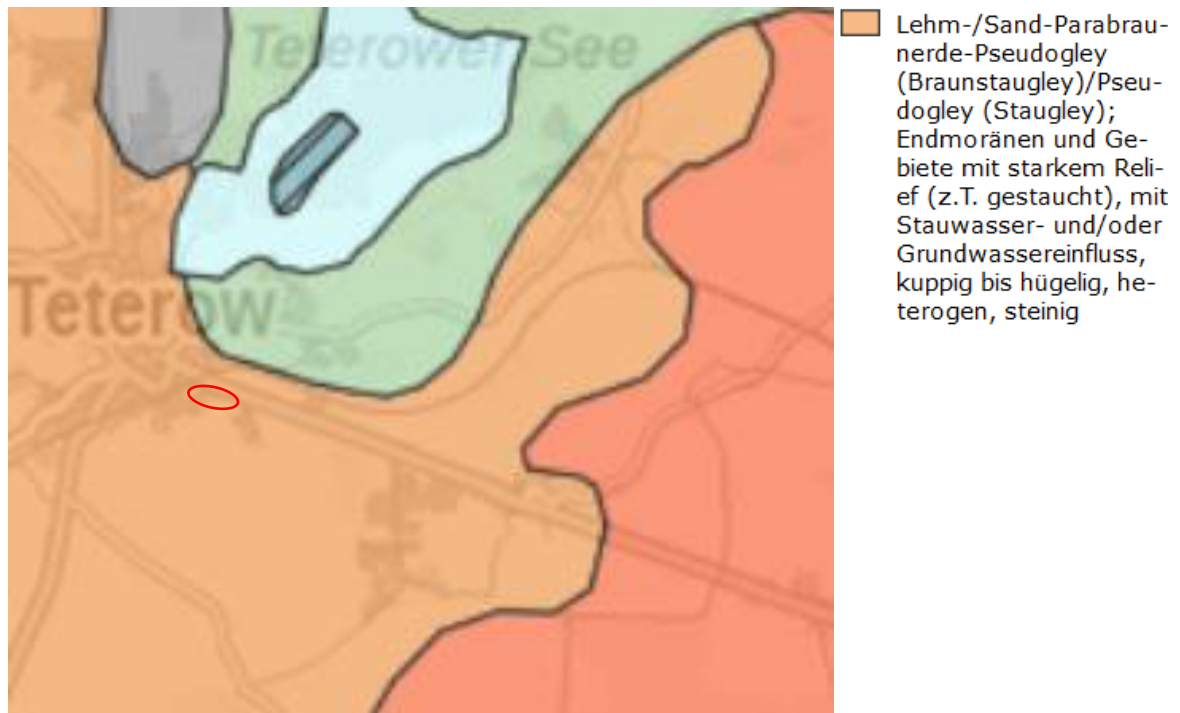 Teterower See
Teterow
Lehm-/Sand-Parabrau-
nerde-Pseudogley
(Braunstaugley)/Pseu-
dogley (Staugley);
Endmoränen und Ge-
biete mit starkem Reli-
ef (z.T. gestaucht), mit
Stauwasser- und/oder
Grundwassereinfluss,
kuppig bis hügelig, he-
terogen, steinig